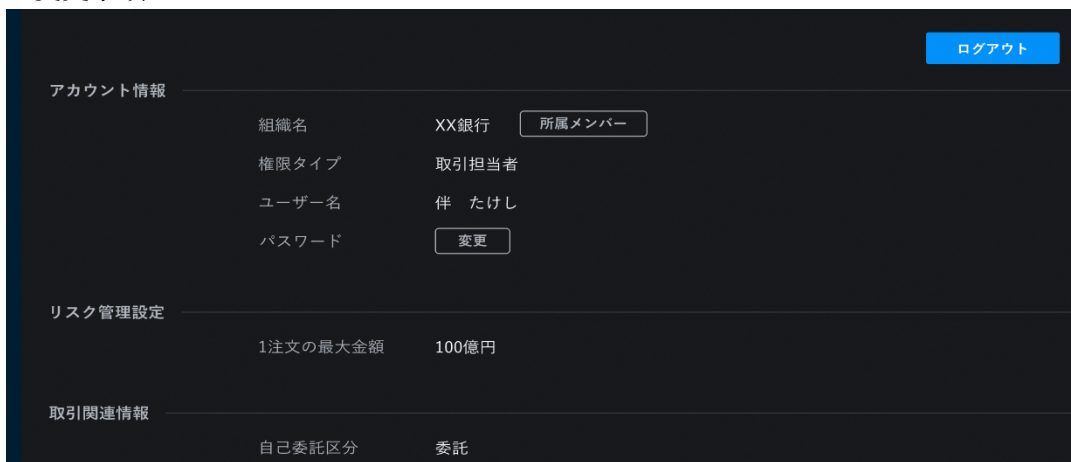 ログアウト
アカウント情報
組織名 XX銀行 所属メンバー
権限タイプ 取引担当者
ユーザー名 伴　たけし
パスワード 変更
リスク管理設定
1注文の最大金額 100億円
取引関連情報
自己委託区分 委託